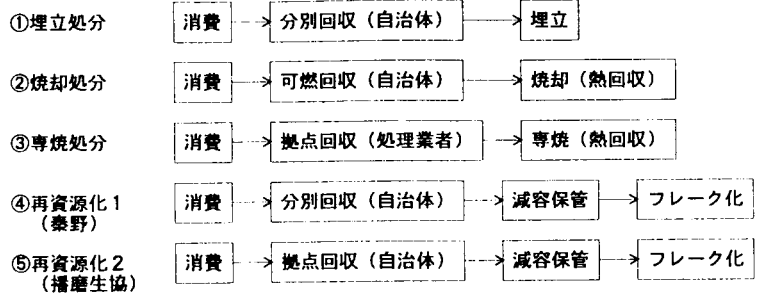 ①埋立処分 消費 分別回収（自治体） 埋立
②焼却処分 消費 可燃回収（自治体） 焼却（熱回収）
③専焼処分 消費 拠点回収（処理業者） 専焼（熱回収）
④再資源化1 消費 分別回収（自治体） 減容保管 フレーク化
（秦野）
⑤再資源化2 消費 拠点回収（自治体） 減容保管 フレーク化
（播磨生協）